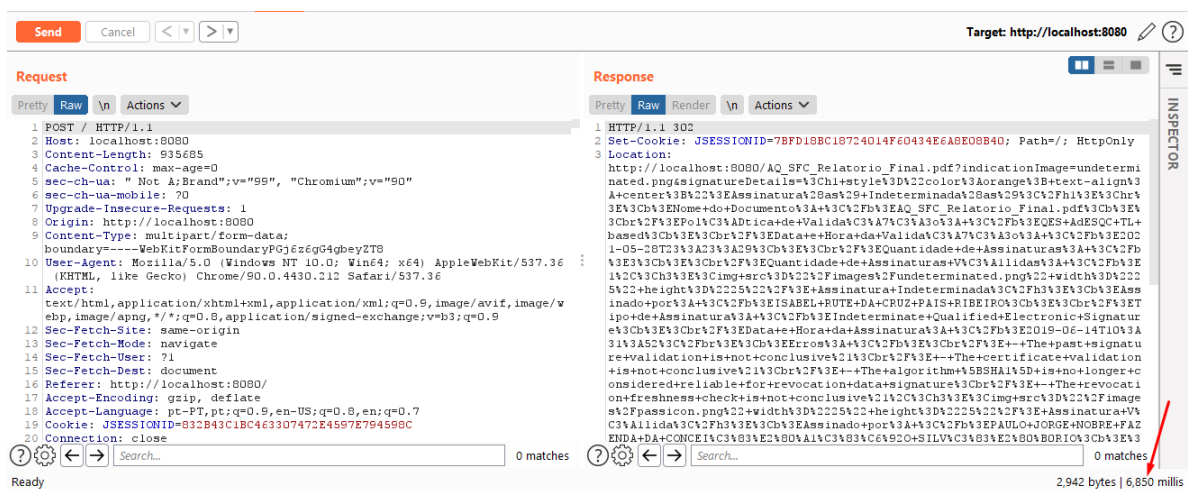 Send Cancel < > Target: http://localhost:8080 ?
Request
Pretty Raw \n Actions
1 POST / HTTP/1.1
2 Host: localhost:8080
3 Content-Length: 935685
4 Cache-Control: max-age=0
5 sec-ch-ua: " Not A;Brand";v="99", "Chromium";v="90"
6 sec-ch-ua-mobile: ?0
7 Upgrade-Insecure-Requests: 1
8 Origin: http://localhost:8080
9 Content-Type: multipart/form-data;
boundary=----WebKitFormBoundaryPGj6z6gG4gbeyZT8
10 User-Agent: Mozilla/5.0 (Windows NT 10.0; Win64; x64) AppleWebKit/537.36
(KHTML, like Gecko) Chrome/90.0.4430.212 Safari/537.36
11 Accept:
text/html,application/xhtml+xml,application/xml;q=0.9,image/avif,image/w
ebp,image/apng,*/*;q=0.8,application/signed-exchange;v=b3;q=0.9
12 Sec-Fetch-Site: same-origin
13 Sec-Fetch-Mode: navigate
14 Sec-Fetch-User: ?1
15 Sec-Fetch-Dest: document
16 Referer: http://localhost:8080/
17 Accept-Encoding: gzip, deflate
18 Accept-Language: pt-PT,pt;q=0.9,en-US;q=0.8,en;q=0.7
19 Cookie: JSESSIONID=832B43C1BC463307472E4597E794598C
20 Connection: close
? Search... 0 matches
Response
Pretty Raw Render \n Actions
1 HTTP/1.1 302
2 Set-Cookie: JSESSIONID=7BFD18BC18724014F60434E6A8E08B40; Path=/; HttpOnly
3 Location:
http://localhost:8080/AQ_SFC_Relatorio_Final.pdf?indicationImage=undetermi
nated.png&signatureDetails=%3Ch1+style%3D%22color%3Aorange%3B+text-align%3
A+center%3B%22%3EAssinatura%28as%29+Indeterminada%28as%29%3C%2Fh1%3E%3Chr%
3E%3Cb%3ENome+do+Documento%3A+%3C%2Fb%3EAQ_SFC_Relatorio_Final.pdf%3Cb%3E%
3Cbr%2F%3EPol%C3%ADtica+de+Valida%C3%A7%C3%A3o%3A+%3C%2Fb%3EQES+AdESQC+TL+
based%3Cb%3E%3Cbr%2F%3EData+e+Hora+da+Valida%C3%A7%C3%A3o%3A+%3C%2Fb%3E202
1-05-28T23%3A23%3A29%3Cb%3E%3Cbr%2F%3EQuantidade+de+Assinaturas%3A+%3C%2Fb
%3E3%3Cb%3E%3Cbr%2F%3EQuantidade+de+Assinaturas+V%C3%A1lidas%3A+%3C%2Fb%3E
1%2C%3Ch3%3E%3Cimg+src%3D%22%2Fimages%2Fundeterminated.png%22+width%3D%222
5%22+height%3D%2225%22%2F%3E+Assinatura+Indeterminada%3C%2Fh3%3E%3Cb%3EAss
inado+por%3A+%3C%2Fb%3EISABEL+RUTE+DA+CRUZ+PAIS+RIBEIRO%3Cb%3E%3Cbr%2F%3ET
ipo+de+Assinatura%3A+%3C%2Fb%3EIndeterminate+Qualified+Electronic+Signatur
e%3Cb%3E%3Cbr%2F%3EData+e+Hora+da+Assinatura%3A+%3C%2Fb%3E2019-06-14T10%3A
31%3A52%3C%2Fbr%3E%3Cb%3EErros%3A+%3C%2Fb%3E%3Cbr%2F%3E+-+The+past+signatu
re+validation+is+not+conclusive%21%3Cbr%2F%3E+-+The+certificate+validation
+is+not+conclusive%21%3Cbr%2F%3E+-+The+algorithm+%5BSHA1%5D+is+no+longer+c
onsidered+reliable+for+revocation+data+signature%3Cbr%2F%3E+-+The+revocati
on+freshness+check+is+not+conclusive%21%2C%3Ch3%3E%3Cimg+src%3D%22%2Fimage
s%2Fpassicon.png%22+width%3D%2225%22+height%3D%2225%22%2F%3E+Assinatura+V%
C3%A1lida%3C%2Fh3%3E%3Cb%3EAssinado+por%3A+%3C%2Fb%3EPAULO+JORGE+NOBRE+FAZ
ENDA+DA+CONCEI%C3%83%E2%80%A1%C3%83%C6%92O+SILV%C3%83%E2%80%B0RIO%3Cb%3E%3
? Search... 0 matches
INSPECTOR
Ready 2,942 bytes | 6,850 millis